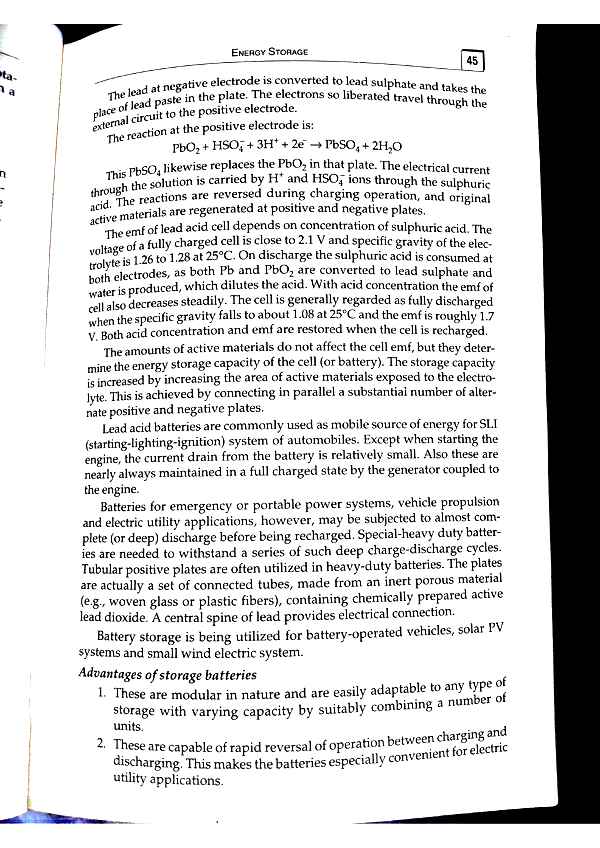 ta-
n a
n
-
e
ENERGY STORAGE
45
The lead at negative electrode is converted to lead sulphate and takes the
place of lead paste in the plate. The electrons so liberated travel through the
external circuit to the positive electrode.
The reaction at the positive electrode is:
PbO₂ + HSO₄⁻ + 3H⁺ + 2e⁻ → PbSO₄ + 2H₂O
This PbSO₄ likewise replaces the PbO₂ in that plate. The electrical current
through the solution is carried by H⁺ and HSO₄⁻ ions through the sulphuric
acid. The reactions are reversed during charging operation, and original
active materials are regenerated at positive and negative plates.
The emf of lead acid cell depends on concentration of sulphuric acid. The
voltage of a fully charged cell is close to 2.1 V and specific gravity of the elec-
trolyte is 1.26 to 1.28 at 25°C. On discharge the sulphuric acid is consumed at
both electrodes, as both Pb and PbO₂ are converted to lead sulphate and
water is produced, which dilutes the acid. With acid concentration the emf of
cell also decreases steadily. The cell is generally regarded as fully discharged
when the specific gravity falls to about 1.08 at 25°C and the emf is roughly 1.7
V. Both acid concentration and emf are restored when the cell is recharged.
The amounts of active materials do not affect the cell emf, but they deter-
mine the energy storage capacity of the cell (or battery). The storage capacity
is increased by increasing the area of active materials exposed to the electro-
lyte. This is achieved by connecting in parallel a substantial number of alter-
nate positive and negative plates.
Lead acid batteries are commonly used as mobile source of energy for SLI
(starting-lighting-ignition) system of automobiles. Except when starting the
engine, the current drain from the battery is relatively small. Also these are
nearly always maintained in a full charged state by the generator coupled to
the engine.
Batteries for emergency or portable power systems, vehicle propulsion
and electric utility applications, however, may be subjected to almost com-
plete (or deep) discharge before being recharged. Special-heavy duty batter-
ies are needed to withstand a series of such deep charge-discharge cycles.
Tubular positive plates are often utilized in heavy-duty batteries. The plates
are actually a set of connected tubes, made from an inert porous material
(e.g., woven glass or plastic fibers), containing chemically prepared active
lead dioxide. A central spine of lead provides electrical connection.
Battery storage is being utilized for battery-operated vehicles, solar PV
systems and small wind electric system.
Advantages of storage batteries
1. These are modular in nature and are easily adaptable to any type of
storage with varying capacity by suitably combining a number of
units.
2. These are capable of rapid reversal of operation between charging and
discharging. This makes the batteries especially convenient for electric
utility applications.